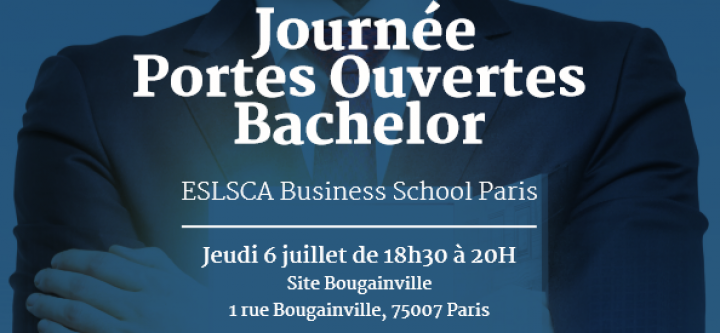 Journée
Portes Ouvertes
Bachelor
ESLSCA Business School Paris
Jeudi 6 juillet de 18h30 à 20H
Site Bougainville
1 rue Bougainville, 75007 Paris